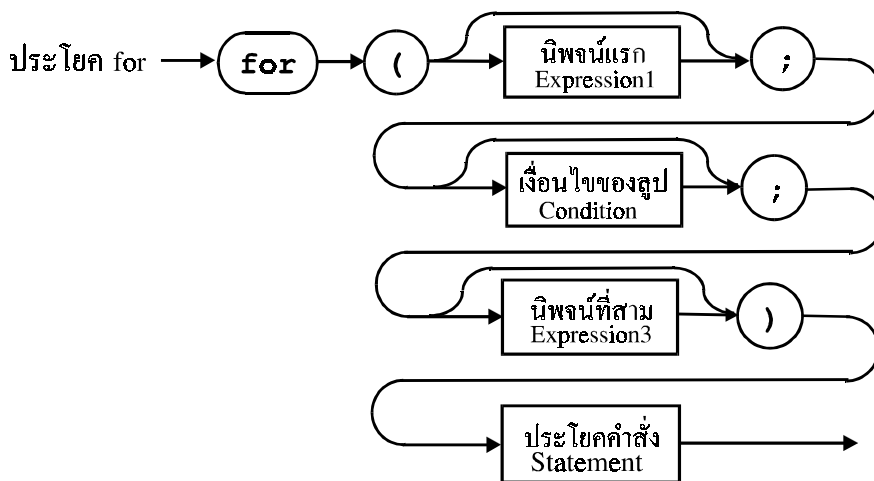 ประโยค for for ( นิพจน์แรก ;
Expression1
เงื่อนไขของลูป ;
Condition
นิพจน์ที่สาม )
Expression3
ประโยคคำสั่ง
Statement